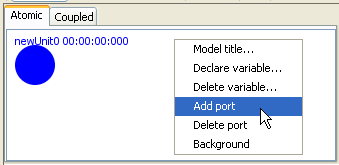 Atomic Coupled
newUnit0 00:00:00:000
Model title...
Declare variable...
Delete variable...
Add port
Delete port
Background